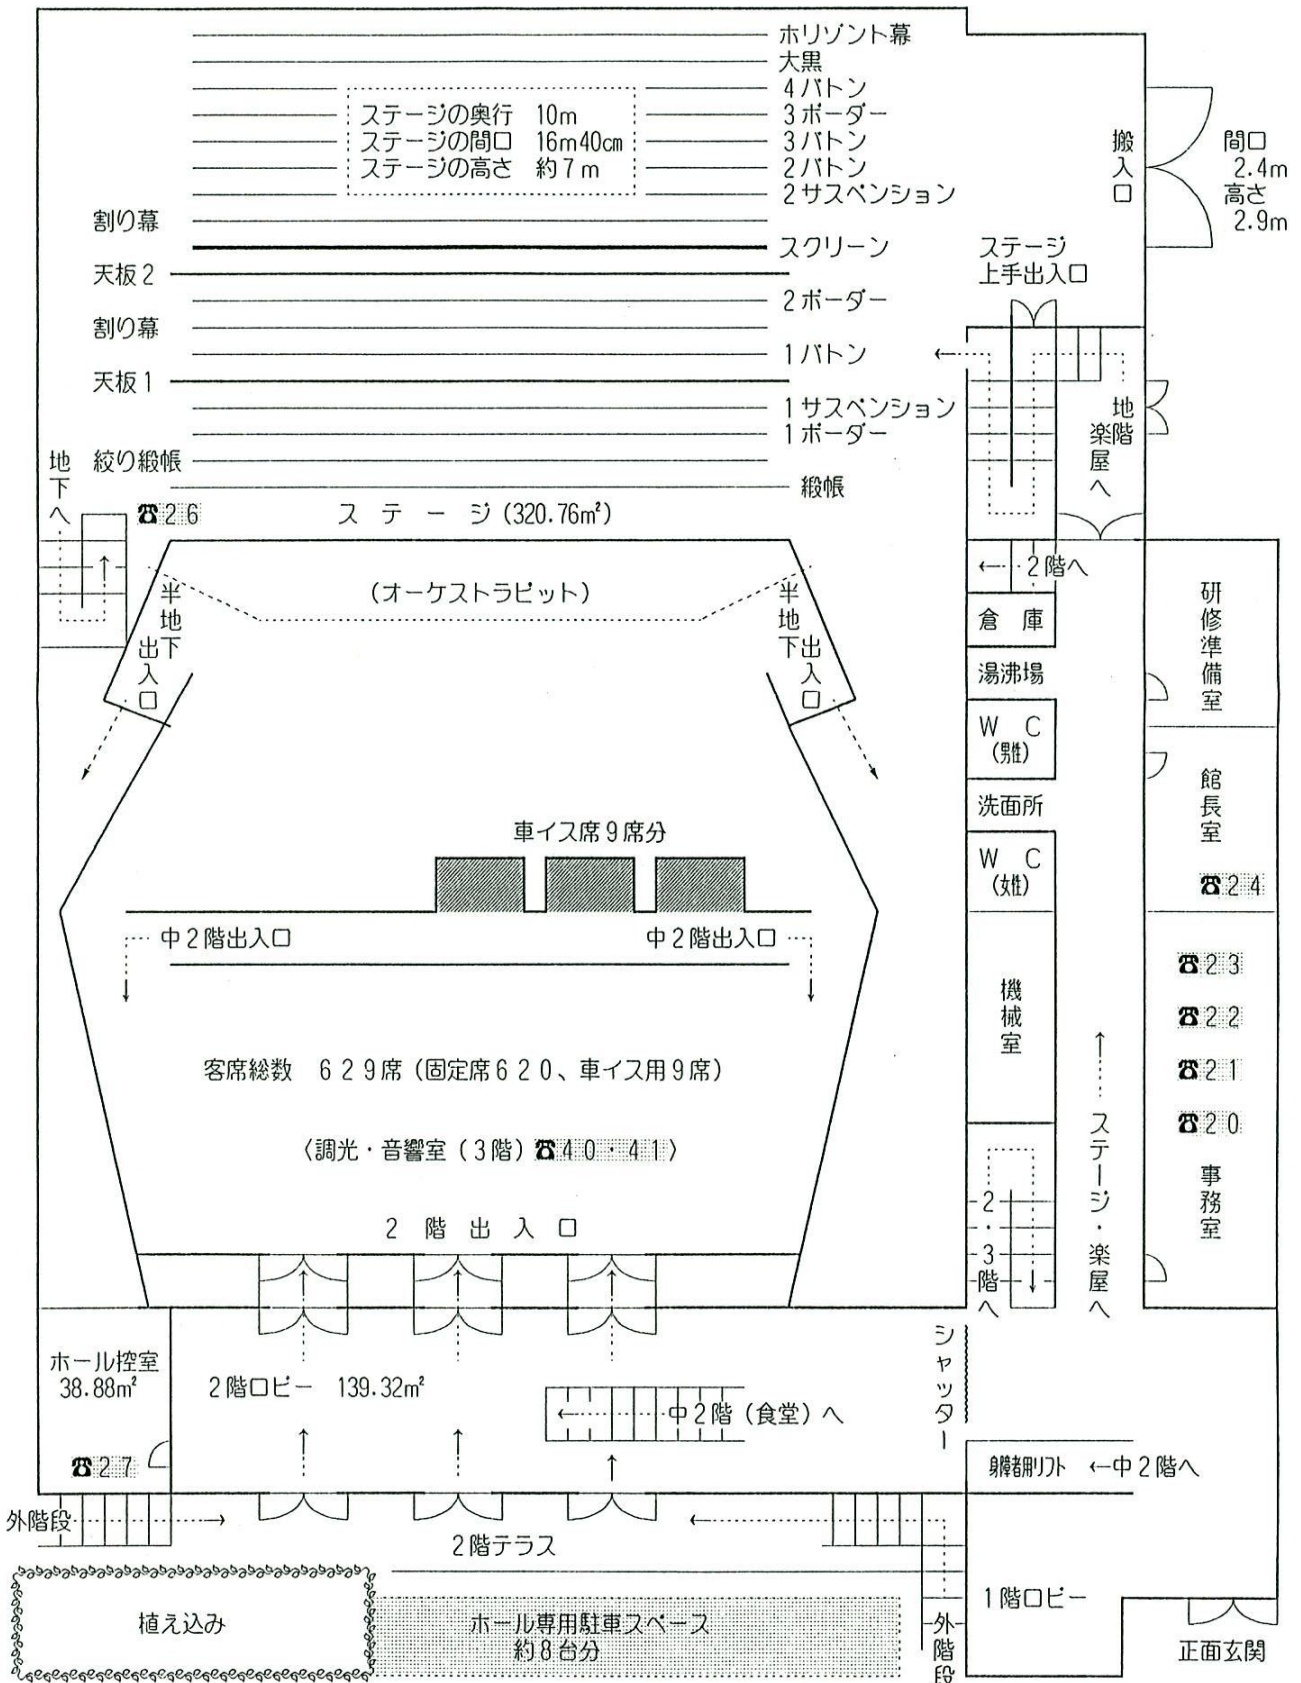 ホリゾント幕
大黒
4バトン
3ボーダー
3バトン
2バトン
2サスペンション
ステージの奥行 10m
ステージの間口 16m40cm
ステージの高さ 約7m
搬入口
間口
2.4m
高さ
2.9m
割り幕
スクリーン
天板2
2ボーダー
割り幕
1バトン
天板1
1サスペンション
1ボーダー
絞り緞帳
緞帳
ステージ
上手出入口
地階
楽屋へ
地下へ
☎26
ステージ(320.76㎡)
(オーケストラピット)
半地下
出入口
半地下
出入口
←2階へ
倉庫
湯沸場
WC
(男性)
洗面所
WC
(女性)
機械室
研修準備室
館長室
☎24
☎23
☎22
☎21
☎20
事務室
車イス席9席分
中2階出入口
中2階出入口
客席総数 629席(固定席620、車イス用9席)
〈調光・音響室(3階)☎40・41〉
2階出入口
2・3階へ
ステージ・楽屋へ
ホール控室
38.88㎡
☎27
2階ロビー 139.32㎡
中2階(食堂)へ
シャッター
身障者用リフト ←中2階へ
外階段
2階テラス
植え込み
ホール専用駐車スペース
約8台分
外階段
1階ロビー
正面玄関